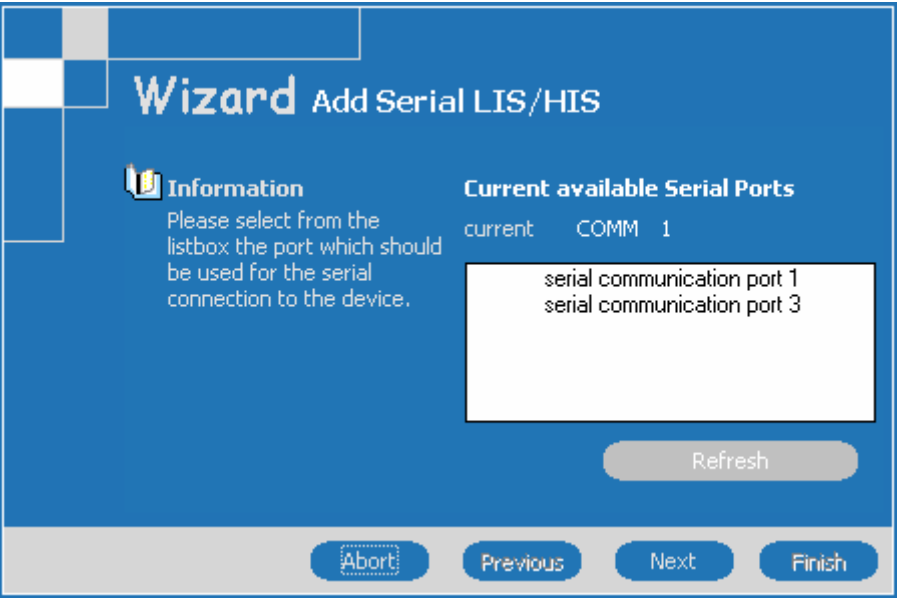 Wizard Add Serial LIS/HIS
Information
Please select from the
listbox the port which should
be used for the serial
connection to the device.
Current available Serial Ports
current COMM 1
serial communication port 1
serial communication port 3
Refresh
Abort Previous Next Finish